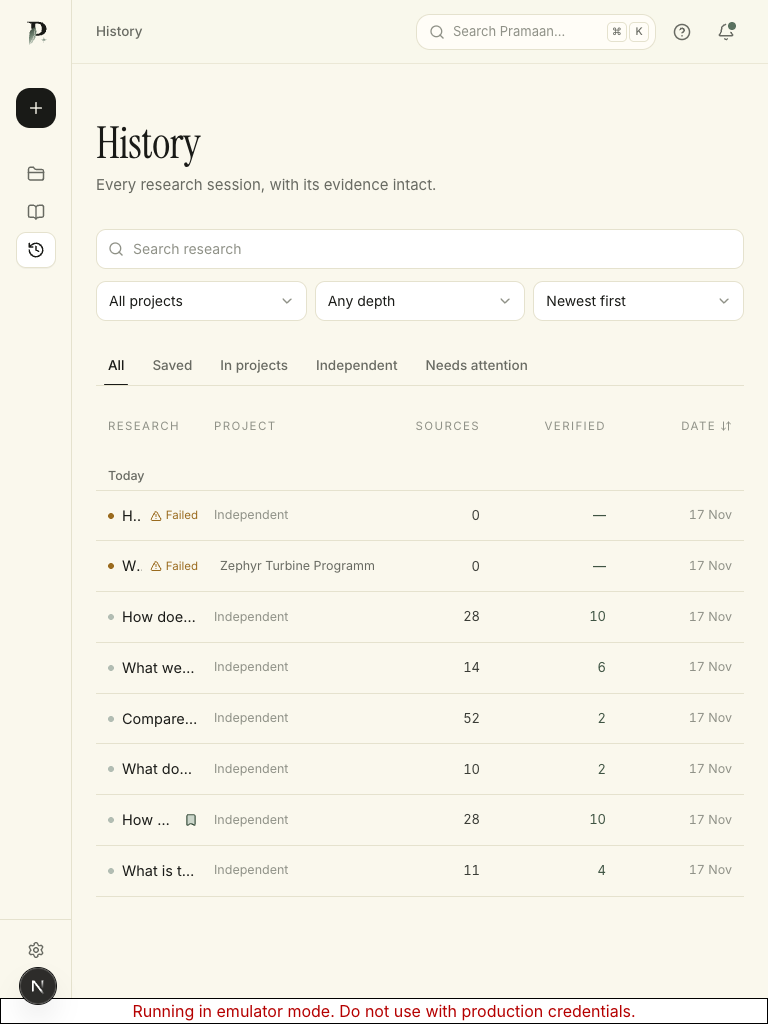 P
History
Search Pramaan...
⌘ K
History
Every research session, with its evidence intact.
Search research
All projects
Any depth
Newest first
All
Saved
In projects
Independent
Needs attention
RESEARCH PROJECT SOURCES VERIFIED DATE
Today
H.. Failed Independent 0 — 17 Nov
W.. Failed Zephyr Turbine Programm 0 — 17 Nov
How doe... Independent 28 10 17 Nov
What we... Independent 14 6 17 Nov
Compare... Independent 52 2 17 Nov
What do... Independent 10 2 17 Nov
How ... Independent 28 10 17 Nov
What is t... Independent 11 4 17 Nov
N
Running in emulator mode. Do not use with production credentials.